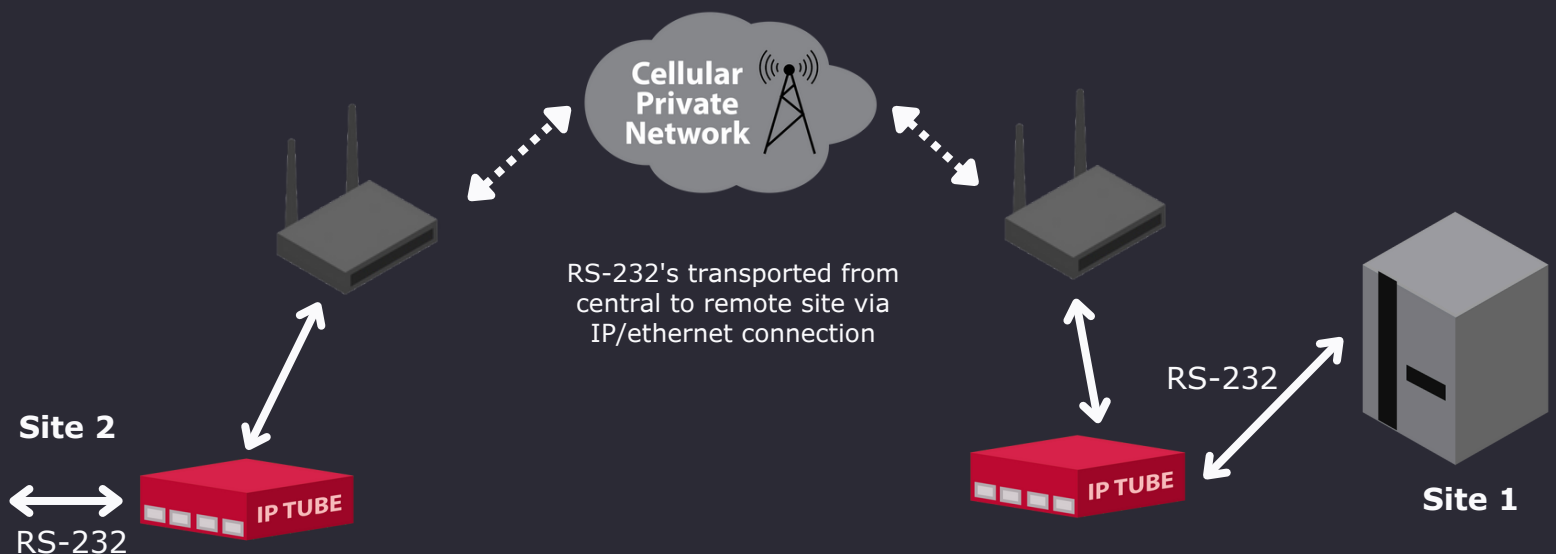 Cellular
Private
Network
RS-232's transported from
central to remote site via
IP/ethernet connection
RS-232
Site 2
IP TUBE
IP TUBE
Site 1
RS-232